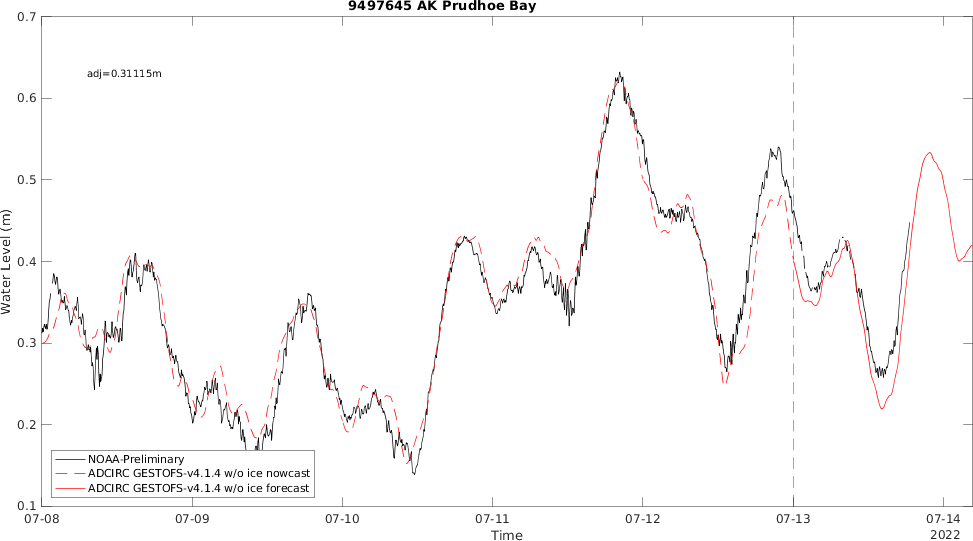 9497645 AK Prudhoe Bay
0.7
adj=0.31115m
0.6
0.5
0.4
0.3
0.2
0.1
Water Level (m)
NOAA-Preliminary
ADCIRC GESTOFS-v4.1.4 w/o ice nowcast
ADCIRC GESTOFS-v4.1.4 w/o ice forecast
07-08 07-09 07-10 07-11 07-12 07-13 07-14
Time
2022